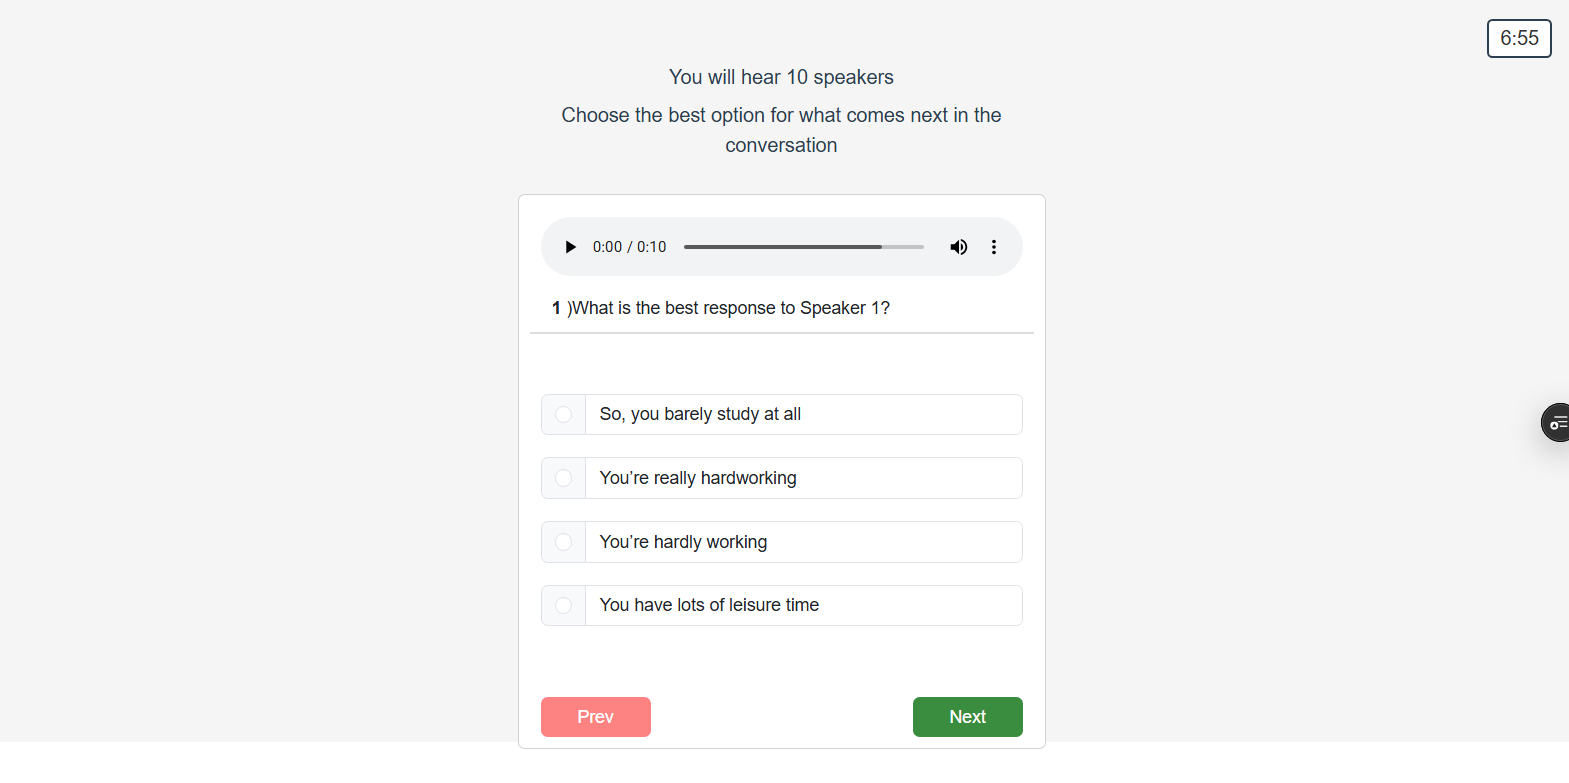 6:55
You will hear 10 speakers
Choose the best option for what comes next in the
conversation
0:00 / 0:10
1 )What is the best response to Speaker 1?
So, you barely study at all
You’re really hardworking
You’re hardly working
You have lots of leisure time
Prev
Next